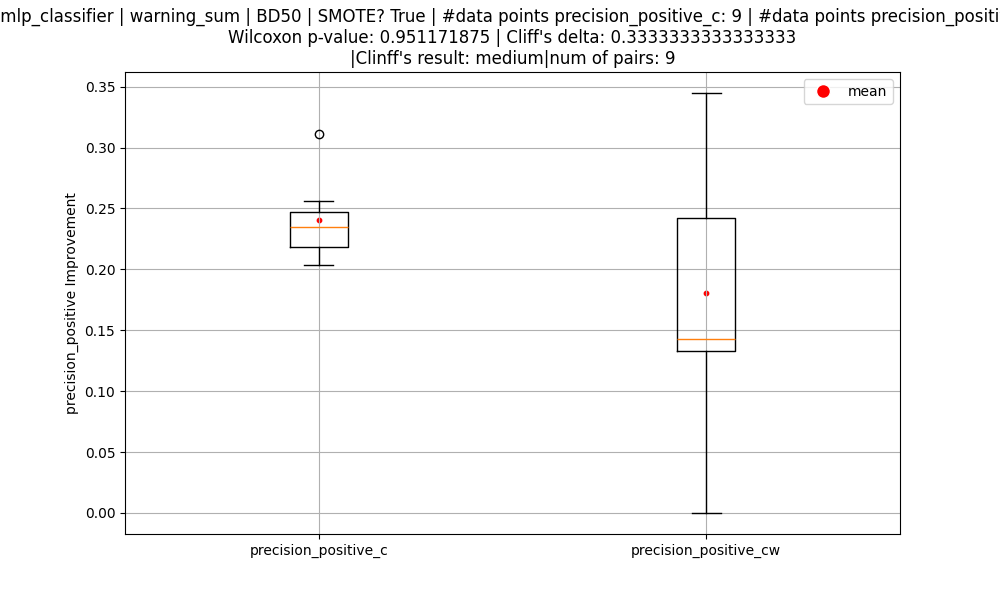 mlp_classifier | warning_sum | BD50 | SMOTE? True | #data points precision_positive_c: 9 | #data points
Wilcoxon p-value: 0.951171875 | Cliff's delta: 0.3333333333333333
|Clinff's result: medium|num of pairs: 9
mean
0.35
0.30
0.25
0.20
0.15
0.10
0.05
0.00
precision_positive Improvement
precision_positive_c
precision_positive_cw